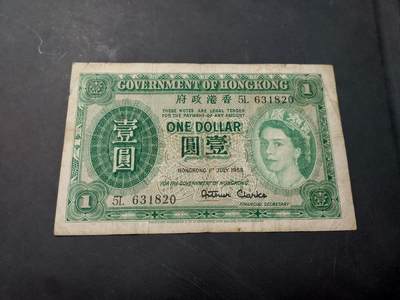 1 GOVERNMENT OF HONGKONG 1
府政港香 5L 631820
THESE NOTES ARE LEGAL TENDER
FOR THE PAYMENT OF ANY AMOUNT
壹圓
ONE DOLLAR
圓壹
HONGKONG 1ST JULY 1955
FOR THE GOVERNMENT OF HONGKONG
Arthur Clarke
FINANCIAL SECRETARY
1 5L 631820 壹